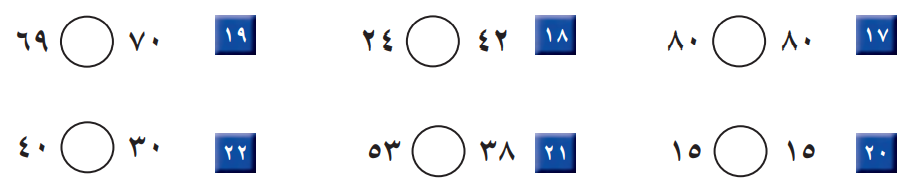 ١٧ ٨٠ ◯ ٨٠ ١٨ ٤٢ ◯ ٢٤ ١٩ ٧٠ ◯ ٦٩
٢٠ ١٥ ◯ ١٥ ٢١ ٣٨ ◯ ٥٣ ٢٢ ٣٠ ◯ ٤٠